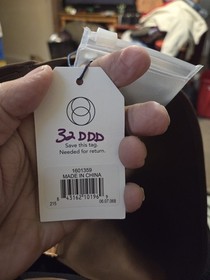 32 DDD
Save this tag.
Needed for return.
1601359
MADE IN CHINA